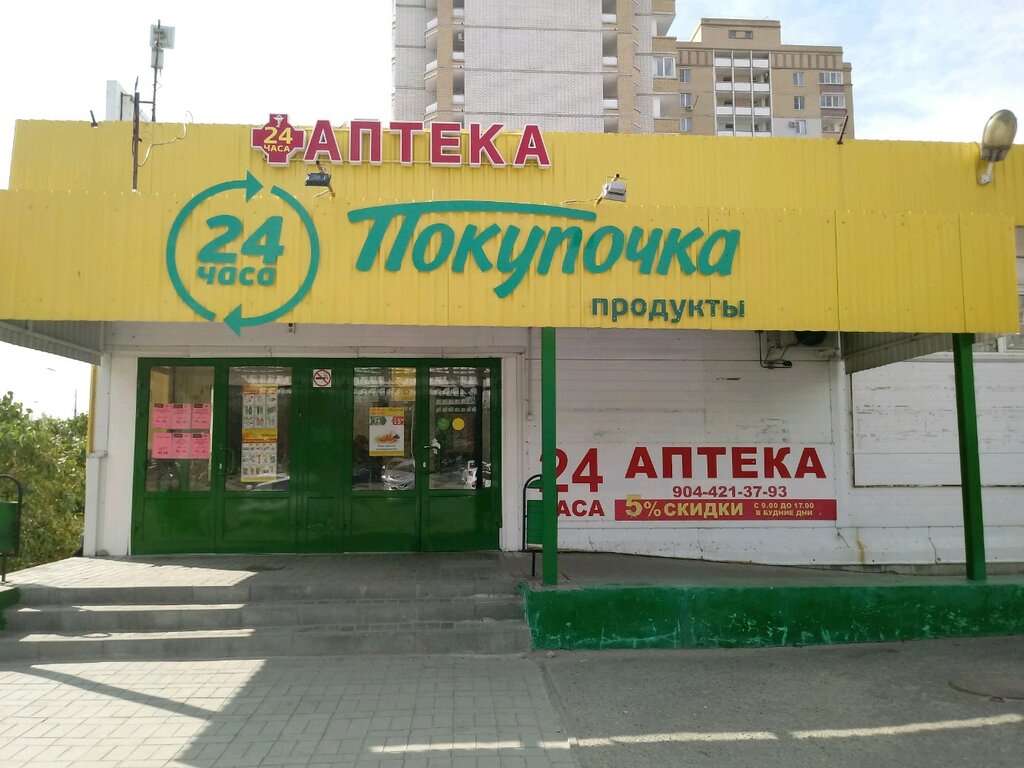 24
ЧАСА
АПТЕКА
24
часа
Покупочка
продукты
24
ЧАСА
АПТЕКА
904-421-37-93
5% СКИДКИ
С 9.00 ДО 17.00
В БУДНИЕ ДНИ